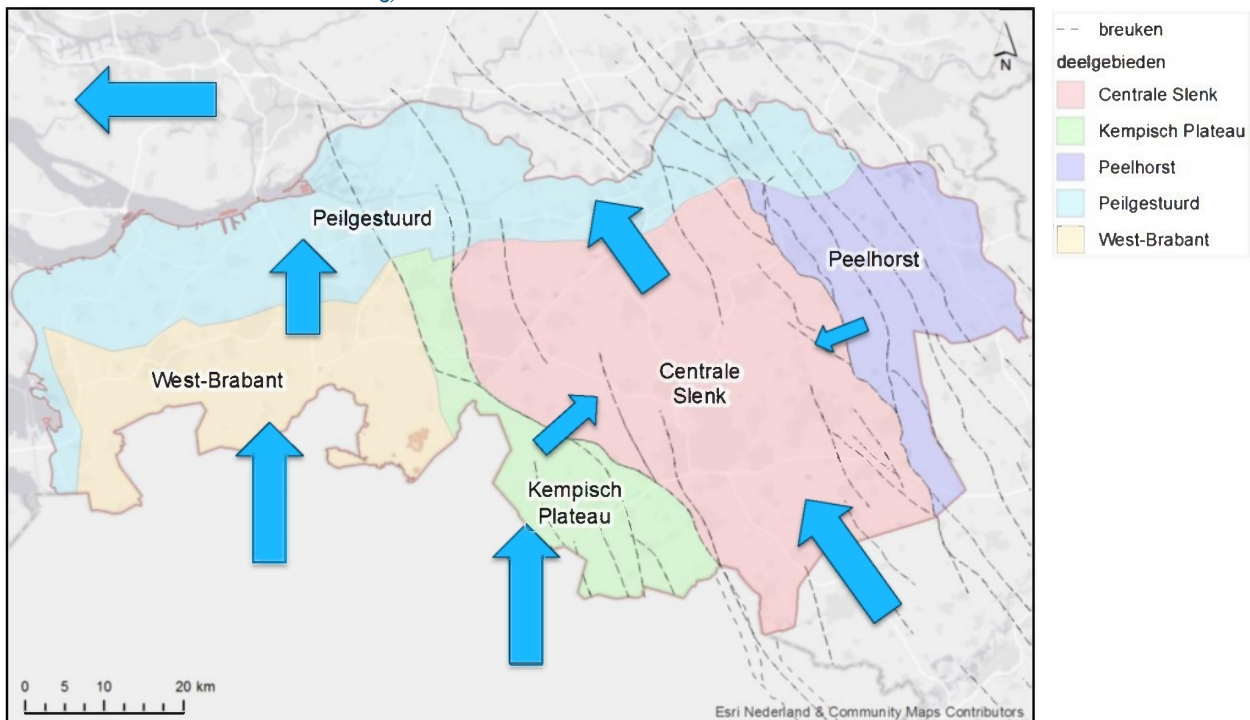 N
Peilgestuurd
Peelhorst
West-Brabant
Centrale
Slenk
Kempisch
Plateau
0 5 10 20 km
Esri Nederland & Community Maps Contributors
breuken
deelgebieden
Centrale Slenk
Kempisch Plateau
Peelhorst
Peilgestuurd
West-Brabant